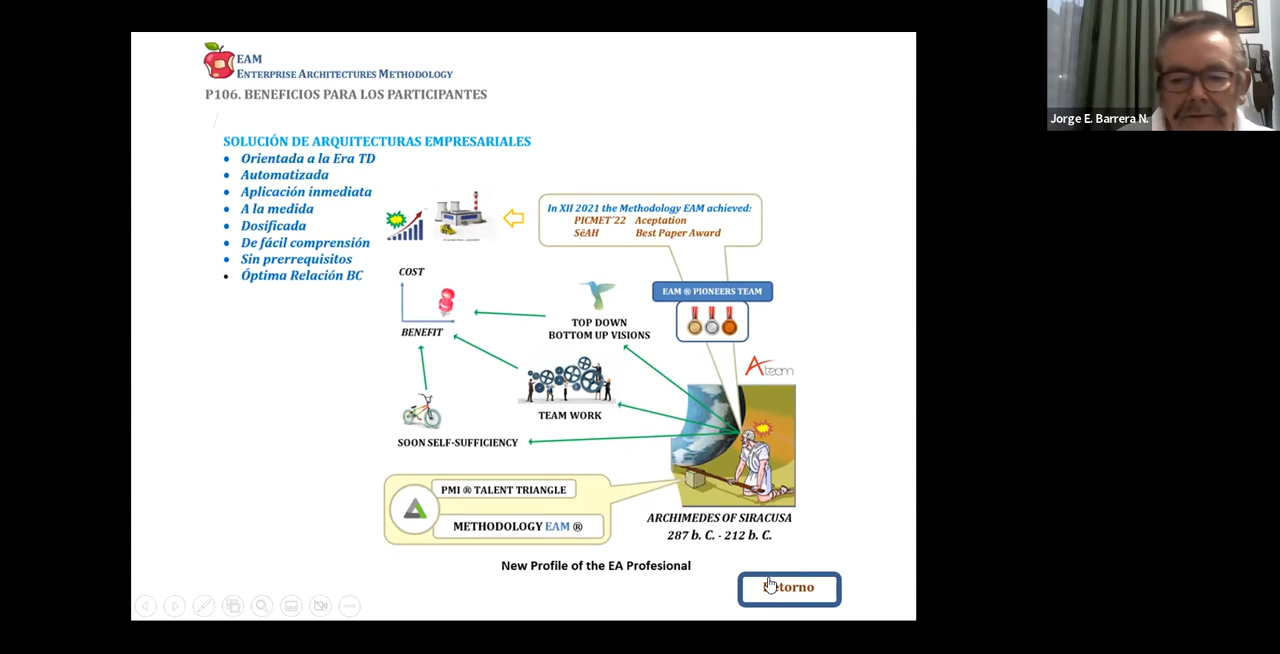 EAM
ENTERPRISE ARCHITECTURES METHODOLOGY
P106. BENEFICIOS PARA LOS PARTICIPANTES
SOLUCIÓN DE ARQUITECTURAS EMPRESARIALES
Orientada a la Era TD
Automatizada
Aplicación inmediata
A la medida
Dosificada
De fácil comprensión
Sin prerrequisitos
Óptima Relación BC
In XII 2021 the Methodology EAM achieved:
PICMET´22 Aceptation
SëAH Best Paper Award
COST
BENEFIT
EAM ® PIONEERS TEAM
TOP DOWN
BOTTOM UP VISIONS
Ateam
TEAM WORK
SOON SELF-SUFFICIENCY
PMI ® TALENT TRIANGLE
METHODOLOGY EAM ®
ARCHIMEDES OF SIRACUSA
287 b. C. - 212 b. C.
New Profile of the EA Profesional
Jorge E. Barrera N.